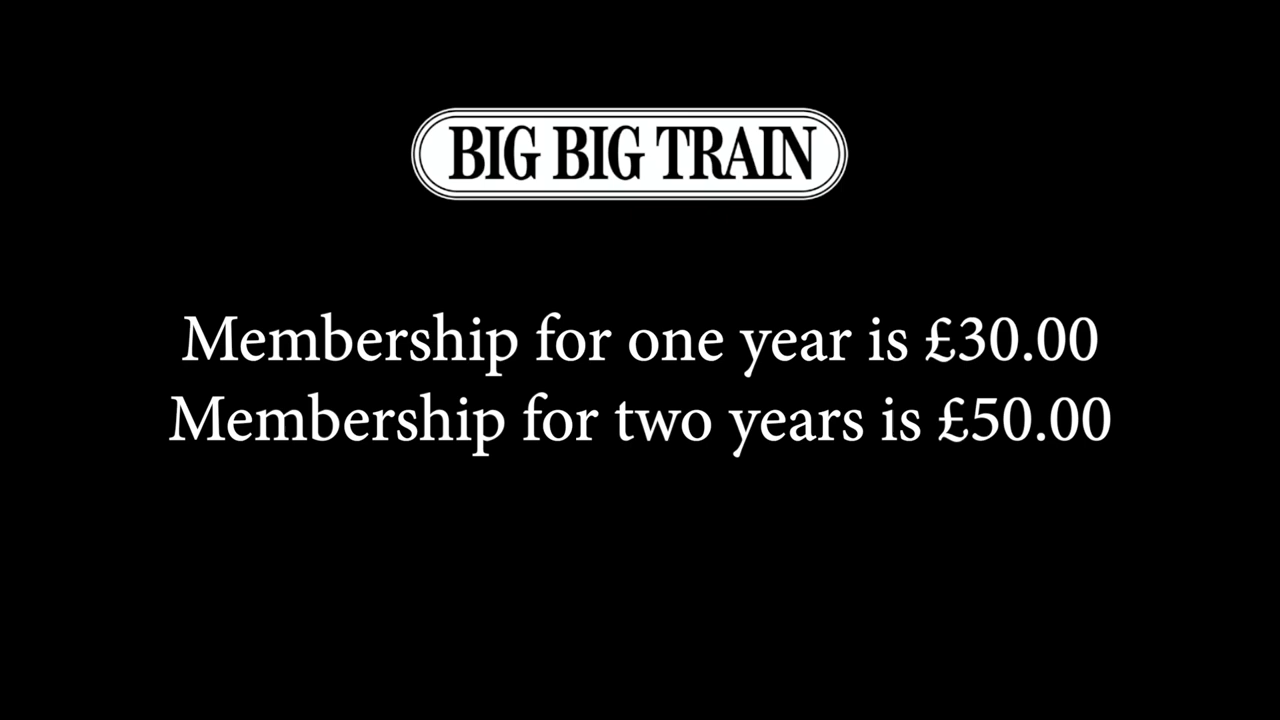 BIG BIG TRAIN
Membership for one year is £30.00
Membership for two years is £50.00